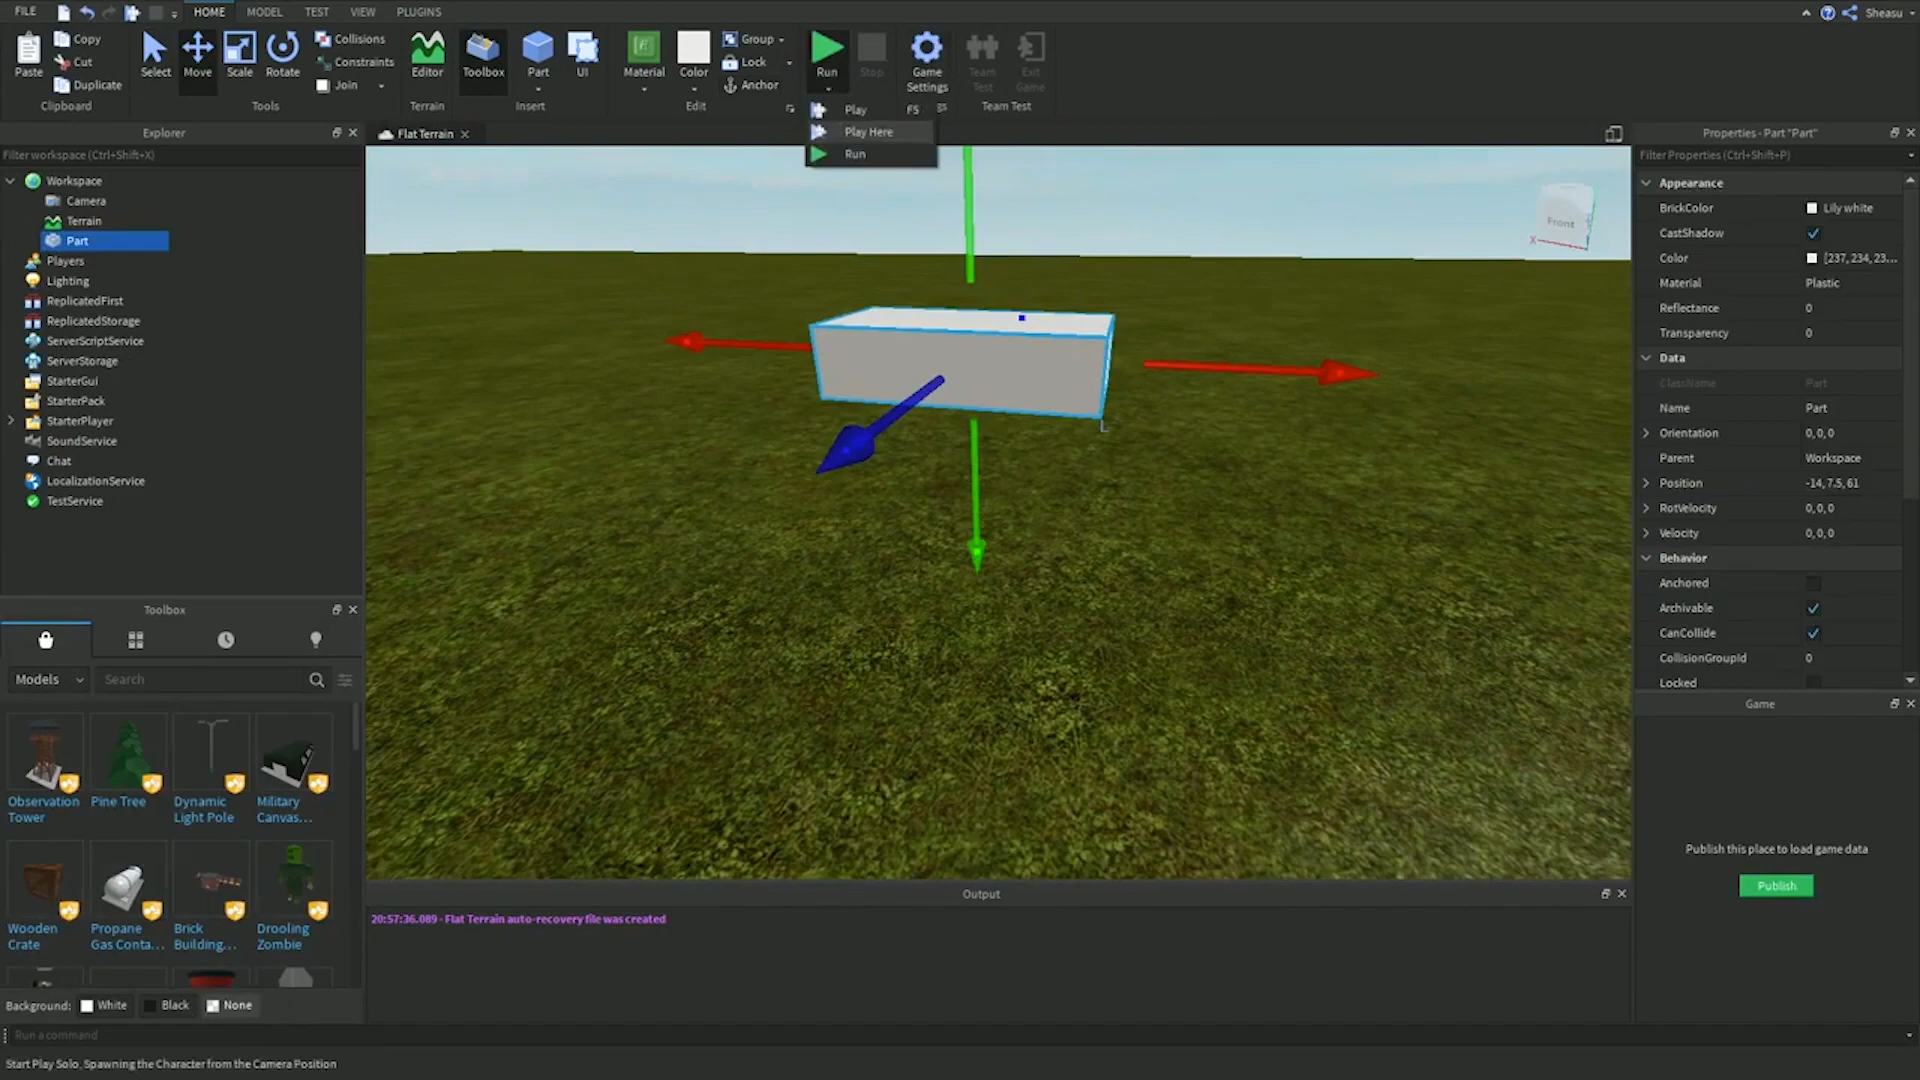 FILE HOME MODEL TEST VIEW PLUGINS Sheasu
Paste Copy Cut Duplicate
Select Move Scale Rotate Collisions Constraints Join
Editor Toolbox Part UI
Material Color Group Lock Anchor
Run Stop Game Settings Team Test Exit Game
Clipboard Tools Terrain Insert Edit gs Team Test
Play F5
Play Here
Run
Explorer
Filter workspace (Ctrl+Shift+X)
Workspace
Camera
Terrain
Part
Players
Lighting
ReplicatedFirst
ReplicatedStorage
ServerScriptService
ServerStorage
StarterGui
StarterPack
StarterPlayer
SoundService
Chat
LocalizationService
TestService
Toolbox
Models Search
Observation Tower
Pine Tree
Dynamic Light Pole
Military Canvas...
Wooden Crate
Propane Gas Conta...
Brick Building...
Drooling Zombie
Background: White Black None
Flat Terrain
Front
X
L
Output
20:57:36.089 - Flat Terrain auto-recovery file was created
Properties - Part "Part"
Filter Properties (Ctrl+Shift+P)
Appearance
BrickColor Lily white
CastShadow
Color [237, 234, 23...
Material Plastic
Reflectance 0
Transparency 0
Data
ClassName Part
Name Part
Orientation 0, 0, 0
Parent Workspace
Position -14, 7.5, 61
RotVelocity 0, 0, 0
Velocity 0, 0, 0
Behavior
Anchored
Archivable
CanCollide
CollisionGroupId 0
Locked
Game
Publish this place to load game data
Publish
Run a command
Start Play Solo, Spawning the Character from the Camera Position